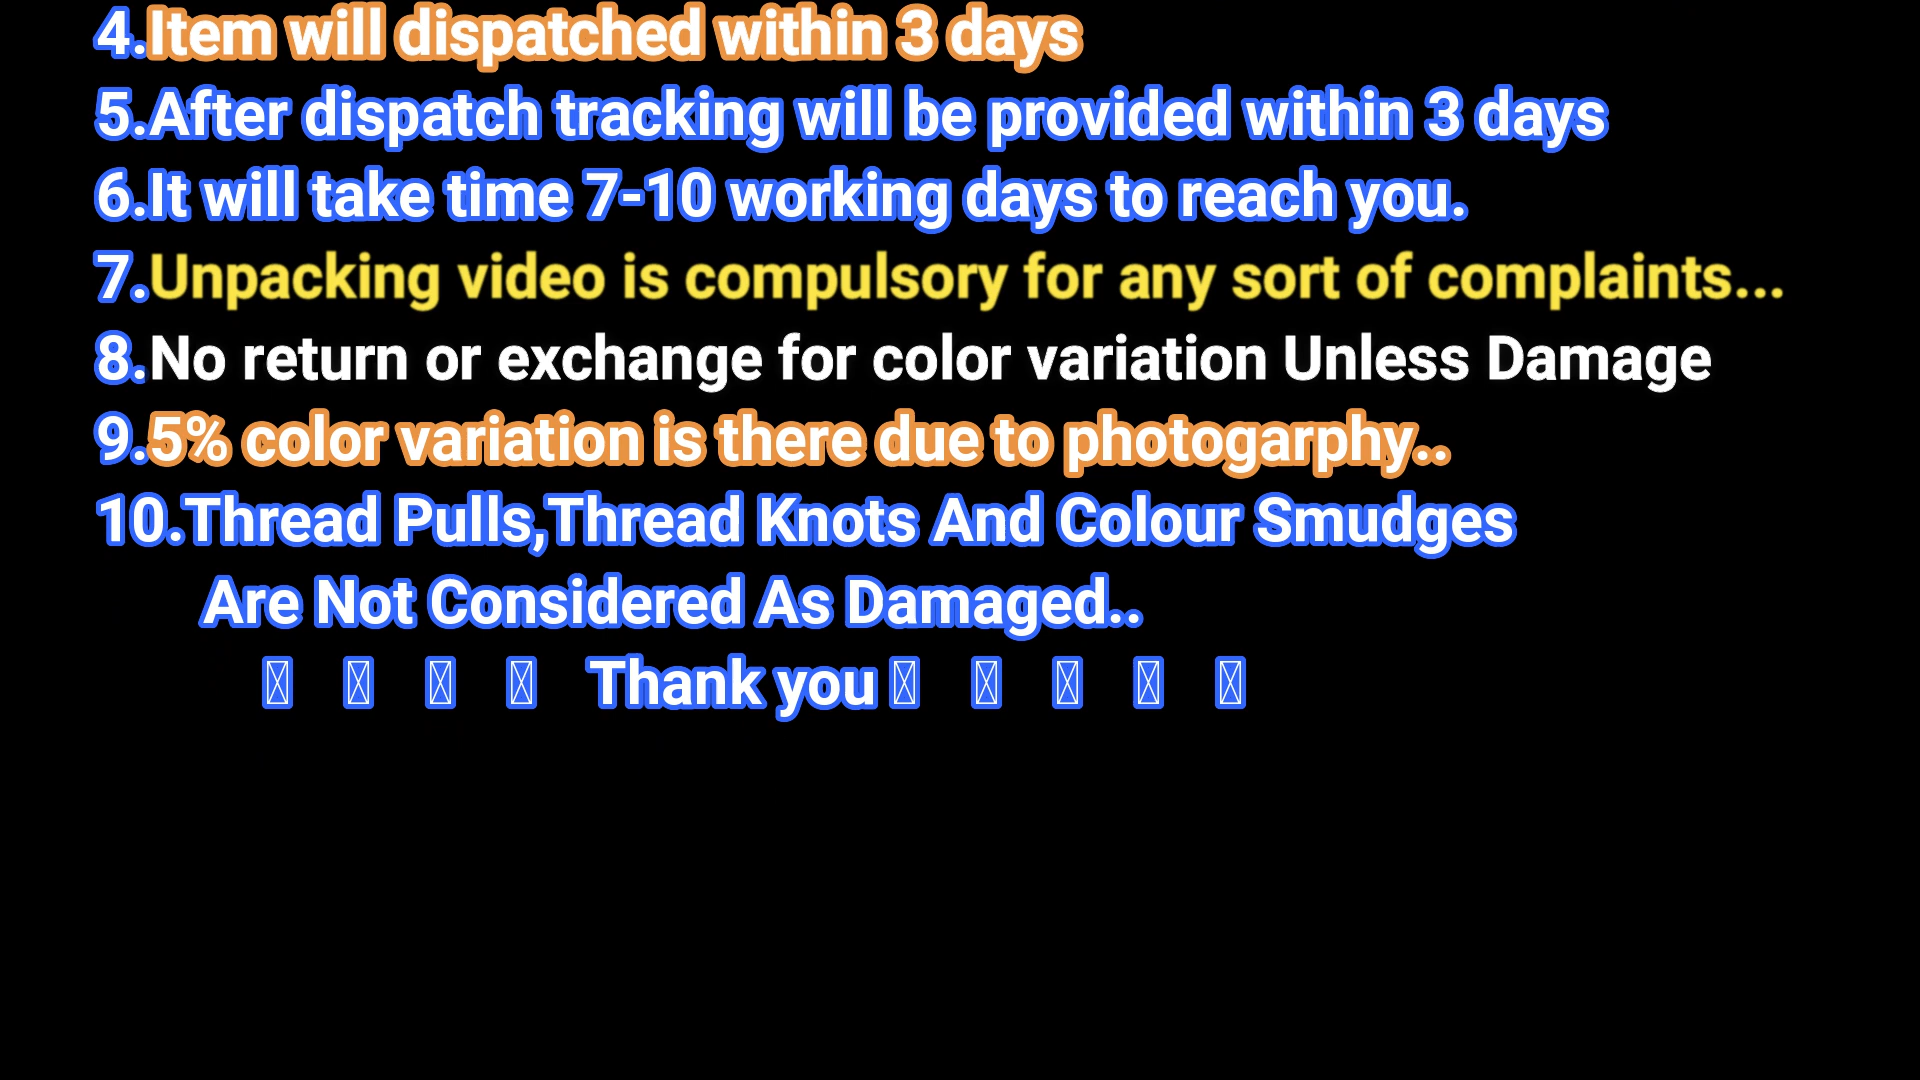 4.Item will dispatched within 3 days
5.After dispatch tracking will be provided within 3 days
6.It will take time 7-10 working days to reach you.
7.Unpacking video is compulsory for any sort of complaints...
8.No return or exchange for color variation Unless Damage
9.5% color variation is there due to photogarphy..
10.Thread Pulls,Thread Knots And Colour Smudges
Are Not Considered As Damaged..
Thank you